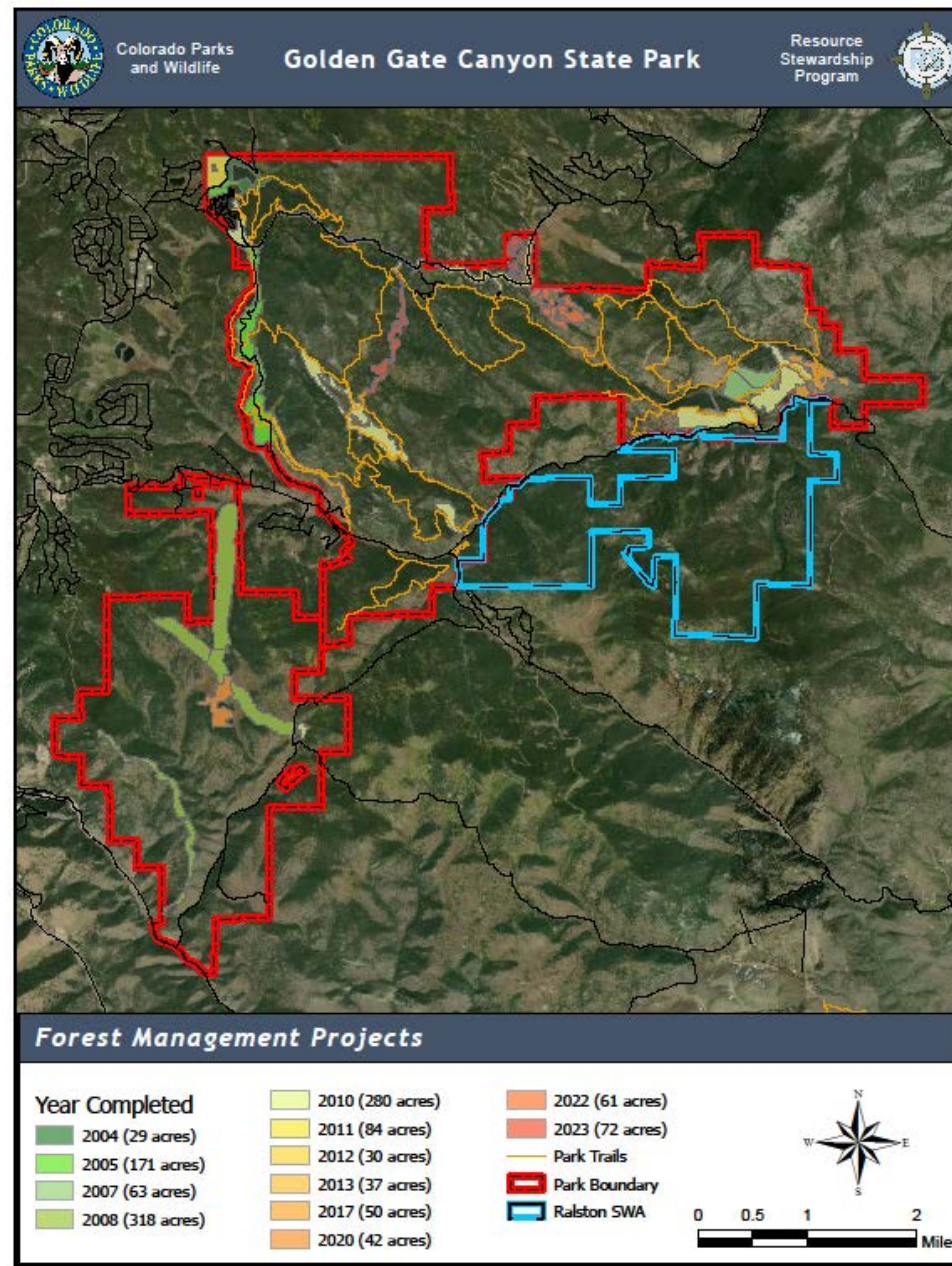 Colorado Parks
and Wildlife
Golden Gate Canyon State Park
Resource
Stewardship
Program
Forest Management Projects
Year Completed
2004 (29 acres)
2005 (171 acres)
2007 (63 acres)
2008 (318 acres)
2010 (280 acres)
2011 (84 acres)
2012 (30 acres)
2013 (37 acres)
2017 (50 acres)
2020 (42 acres)
2022 (61 acres)
2023 (72 acres)
Park Trails
Park Boundary
Ralston SWA
N
W E
S
0 0.5 1 2
Mile